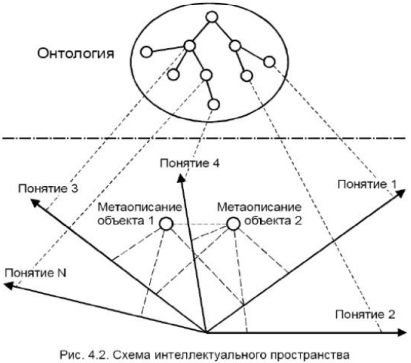 Онтология
Понятие 4
Понятие 3
Понятие 1
Метаописание
объекта 1
Метаописание
объекта 2
Понятие N
Понятие 2
Рис. 4.2. Схема интеллектуального пространства